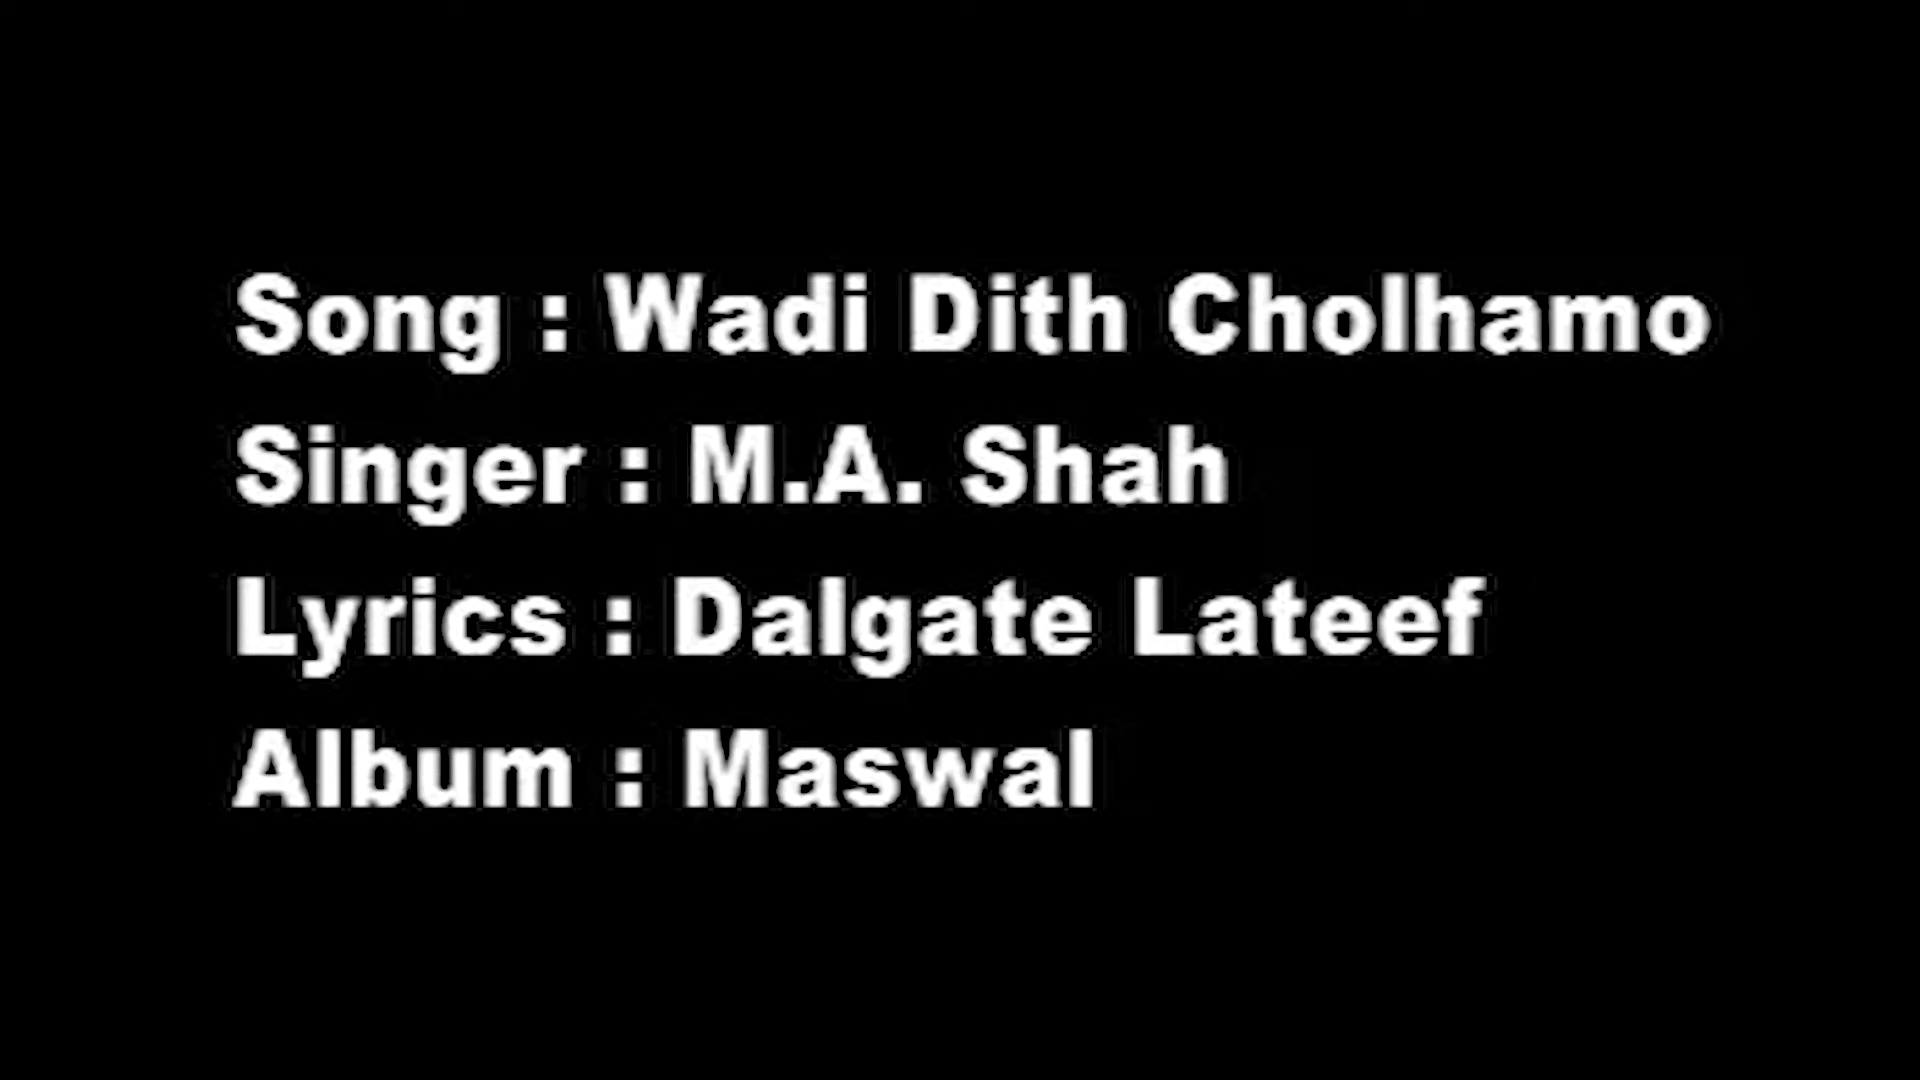 Song : Wadi Dith Cholhamo
Singer : M.A. Shah
Lyrics : Dalgate Lateef
Album : Maswal